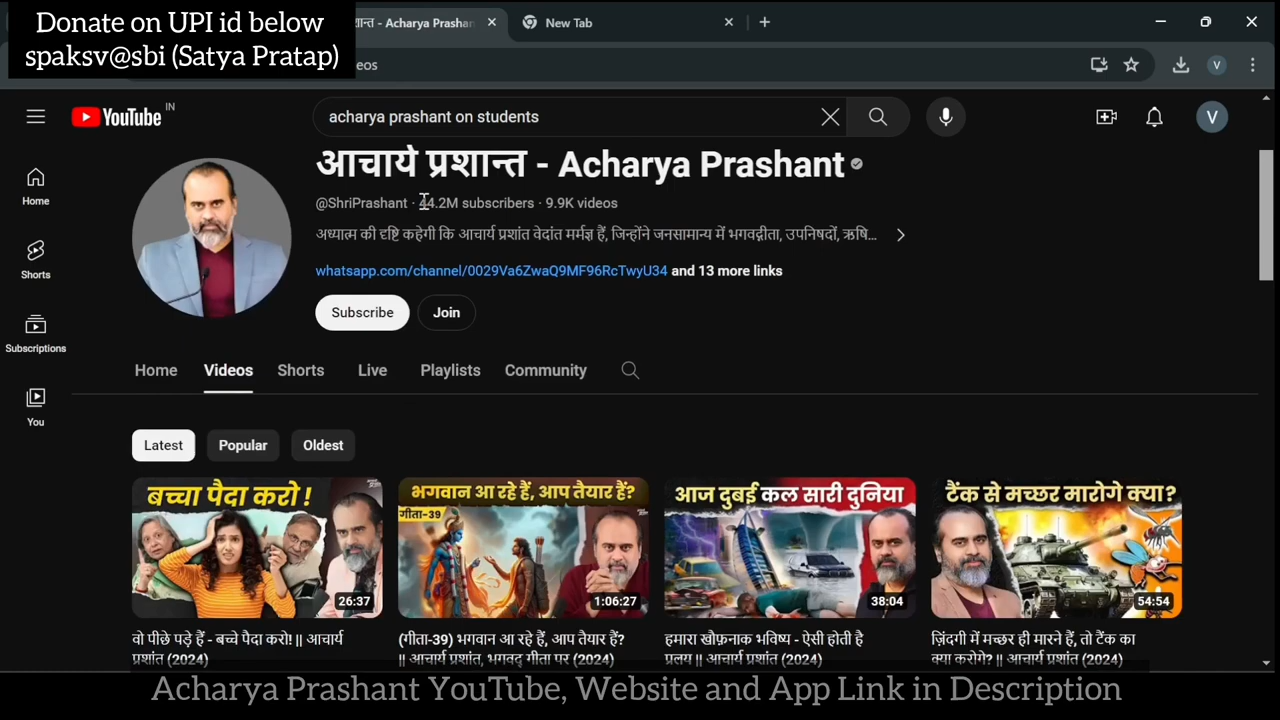 Donate on UPI id below
spaksv@sbi (Satya Pratap)
शान्त - Acharya Prashan
New Tab
eos
V
YouTube IN
acharya prashant on students
V
Home
Shorts
Subscriptions
You
आचार्य प्रशान्त - Acharya Prashant
@ShriPrashant · 44.2M subscribers · 9.9K videos
अध्यात्म की दृष्टि कहेगी कि आचार्य प्रशांत वेदांत मर्मज्ञ हैं, जिन्होंने जनसामान्य में भगवद्गीता, उपनिषदों, ऋषि...
whatsapp.com/channel/0029Va6ZwaQ9MF96RcTwyU34 and 13 more links
Subscribe Join
Home Videos Shorts Live Playlists Community
Latest Popular Oldest
बच्चा पैदा करो!
26:37
भगवान आ रहे हैं, आप तैयार हैं?
गीता-39
1:06:27
आज दुबई कल सारी दुनिया
38:04
टैंक से मच्छर मारोगे क्या?
54:54
वो पीछे पड़े हैं - बच्चे पैदा करो! || आचार्य
प्रशांत (2024)
(गीता-39) भगवान आ रहे हैं, आप तैयार हैं?
|| आचार्य प्रशांत, भगवद् गीता पर (2024)
हमारा खौफ़नाक भविष्य - ऐसी होती है
प्रलय || आचार्य प्रशांत (2024)
ज़िंदगी में मच्छर ही मारने हैं, तो टैंक का
क्या करोगे? || आचार्य प्रशांत (2024)
Acharya Prashant YouTube, Website and App Link in Description